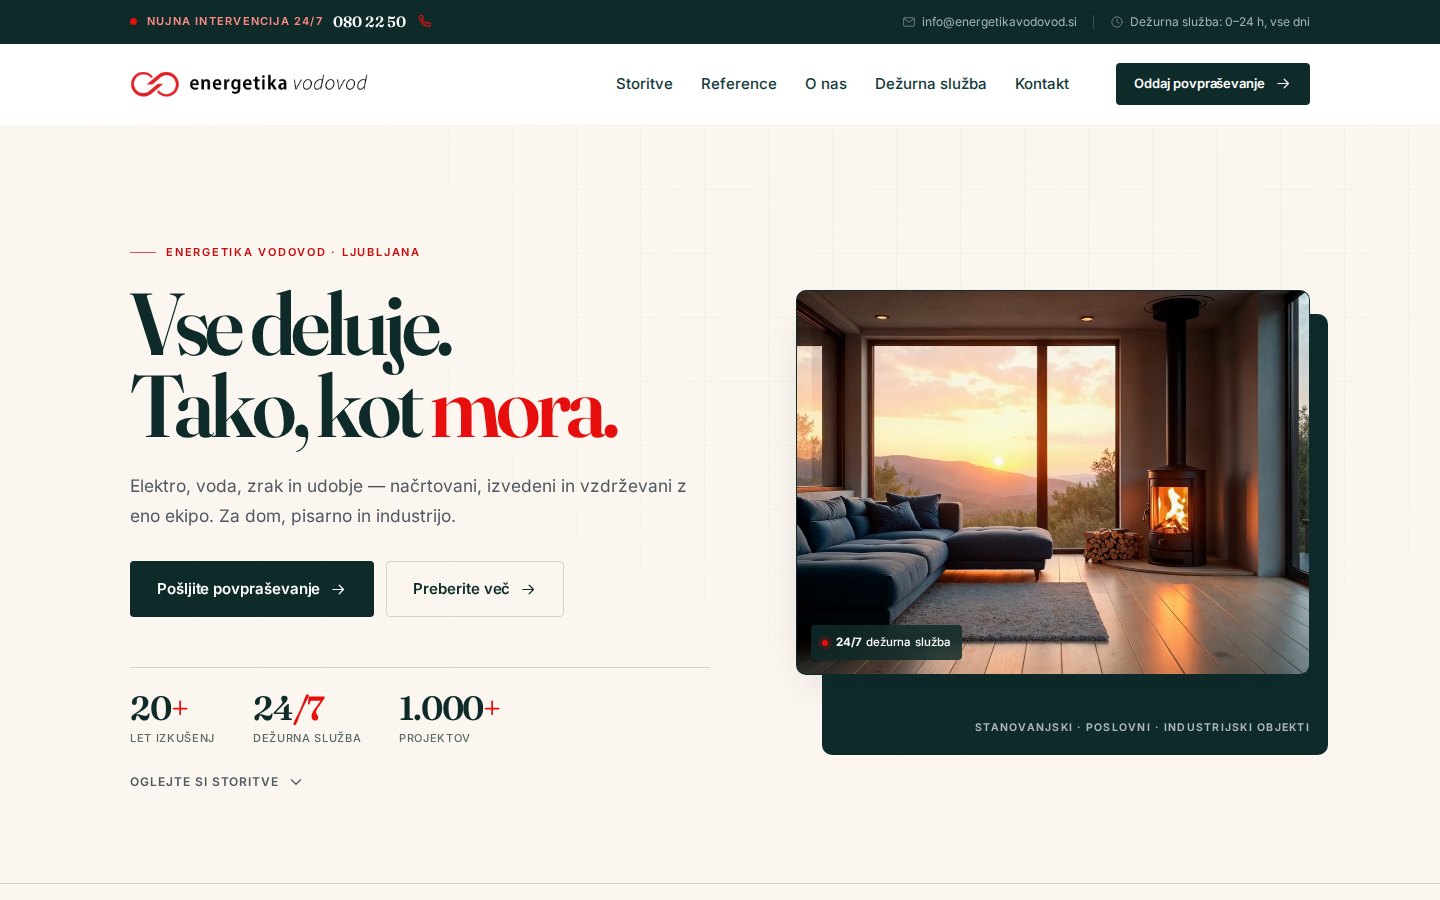 NUJNA INTERVENCIJA 24/7 080 22 50
info@energetikavodovod.si
Dežurna služba: 0–24 h, vse dni
energetika vodovod
Storitve
Reference
O nas
Dežurna služba
Kontakt
Oddaj povpraševanje
ENERGETIKA VODOVOD · LJUBLJANA
Vse deluje.
Tako, kot mora.
Elektro, voda, zrak in udobje — načrtovani, izvedeni in vzdrževani z
eno ekipo. Za dom, pisarno in industrijo.
Pošljite povpraševanje
Preberite več
24/7 dežurna služba
20+
24/7
1.000+
LET IZKUŠENJ
DEŽURNA SLUŽBA
PROJEKTOV
STANOVANJSKI · POSLOVNI · INDUSTRIJSKI OBJEKTI
OGLEJTE SI STORITVE